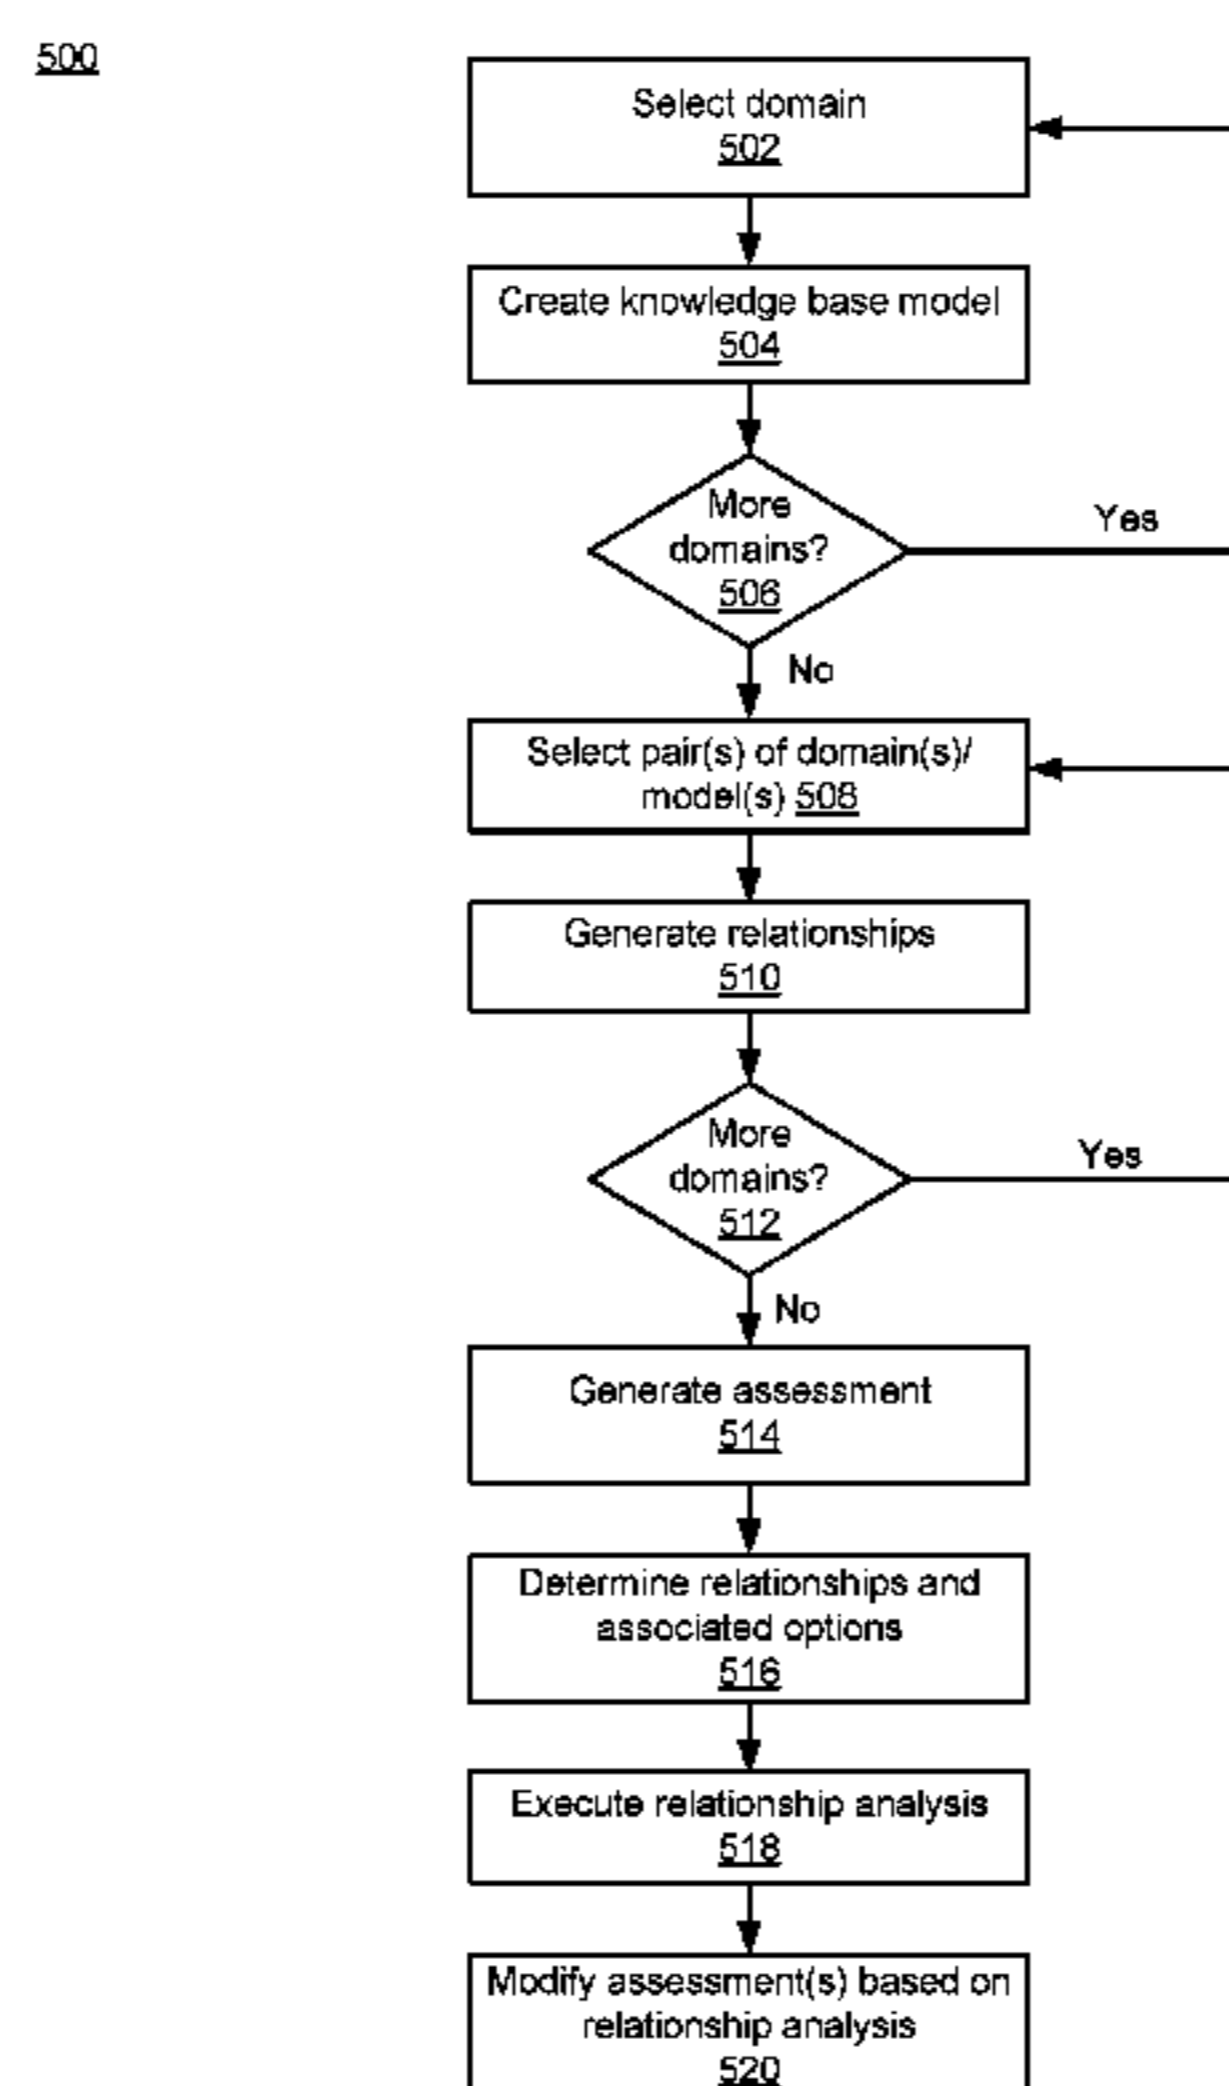 500
Select domain
502
Create knowledge base model
504
More
domains?
506
Yes
No
Select pair(s) of domain(s)/
model(s) 508
Generate relationships
510
More
domains?
512
Yes
No
Generate assessment
514
Determine relationships and
associated options
516
Execute relationship analysis
518
Modify assessment(s) based on
relationship analysis
520